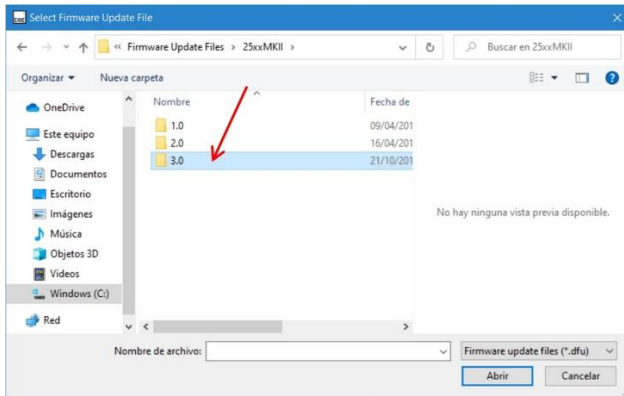 Select Firmware Update File
« Firmware Update Files > 25xxMKII >
Buscar en 25xxMKII
Organizar Nueva carpeta
Nombre Fecha de
OneDrive
Este equipo
Descargas
Documentos
Escritorio
Imágenes
Música
Objetos 3D
Videos
Windows (C:)
Red
1.0 09/04/201
2.0 16/04/201
3.0 21/10/201
No hay ninguna vista previa disponible.
Nombre de archivo:
Firmware update files (*.dfu)
Abrir Cancelar